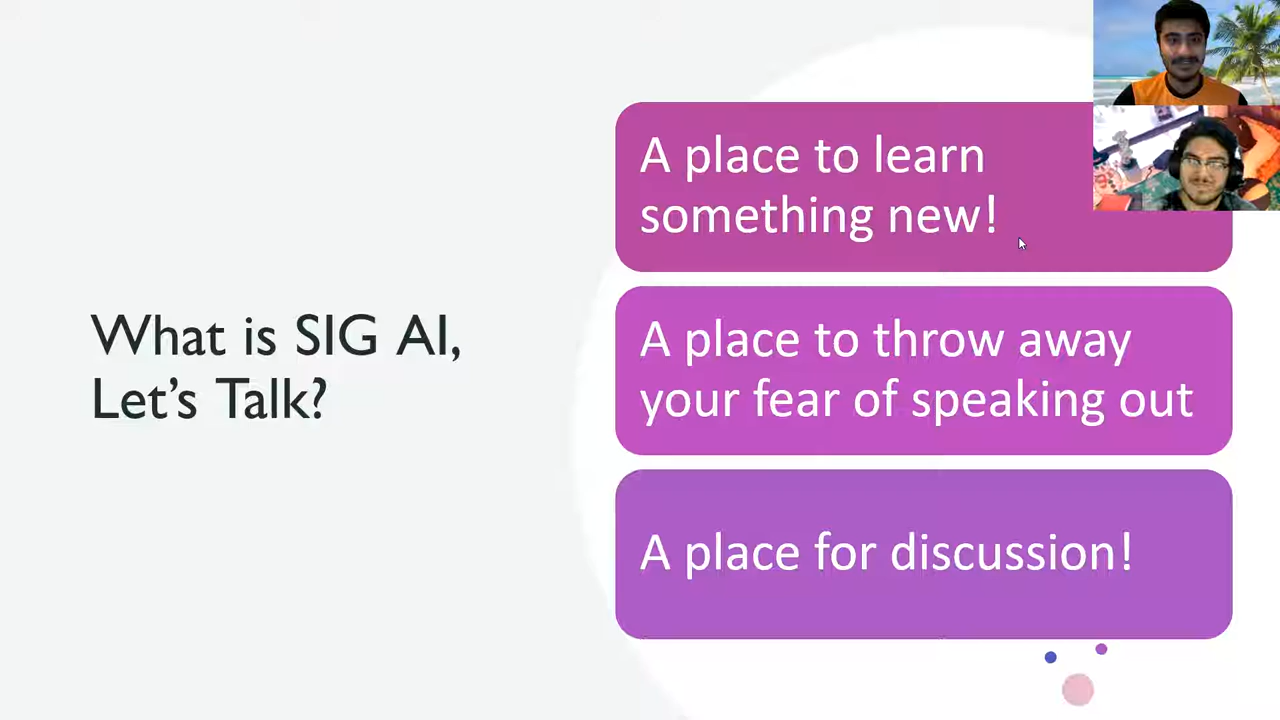 What is SIG AI,
Let’s Talk?
A place to learn
something new!
A place to throw away
your fear of speaking out
A place for discussion!